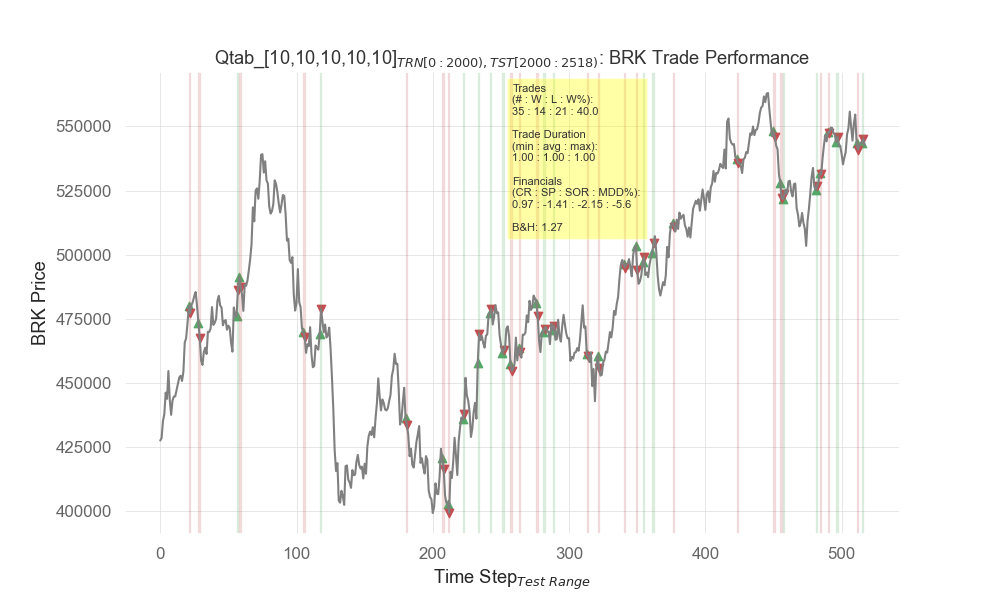 Qtab_[10,10,10,10,10]TRN[0 : 2000), TST[2000 : 2518): BRK Trade Performance
Trades
(# : W : L : W%):
35 : 14 : 21 : 40.0
Trade Duration
(min : avg : max):
1.00 : 1.00 : 1.00
Financials
(CR : SP : SOR : MDD%):
0.97 : -1.41 : -2.15 : -5.6
B&H: 1.27
BRK Price
550000
525000
500000
475000
450000
425000
400000
0 100 200 300 400 500
Time StepTest Range